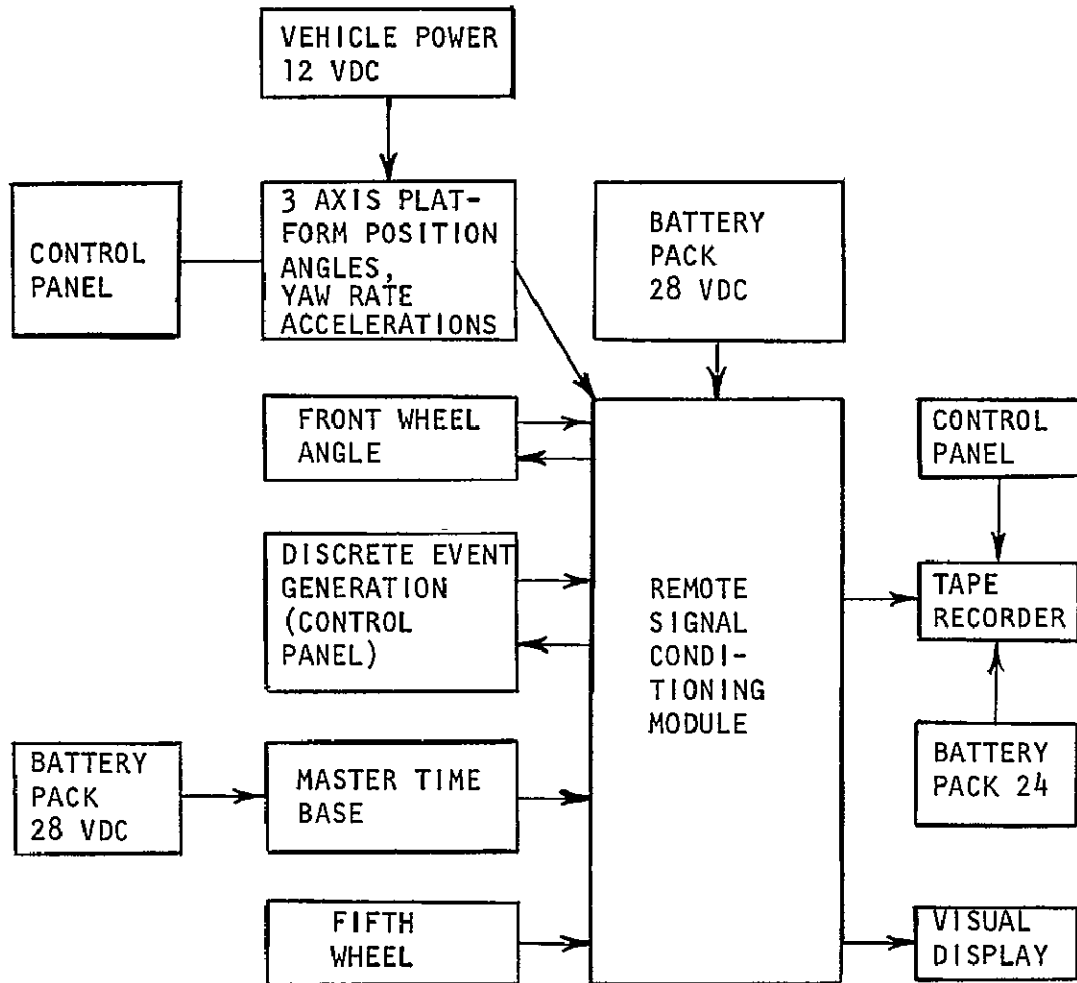 VEHICLE POWER
12 VDC
CONTROL
PANEL
3 AXIS PLAT-
FORM POSITION
ANGLES,
YAW RATE
ACCELERATIONS
BATTERY
PACK
28 VDC
FRONT WHEEL
ANGLE
CONTROL
PANEL
DISCRETE EVENT
GENERATION
(CONTROL
PANEL)
REMOTE
SIGNAL
CONDI-
TIONING
MODULE
TAPE
RECORDER
BATTERY
PACK
28 VDC
MASTER TIME
BASE
BATTERY
PACK 24
FIFTH
WHEEL
VISUAL
DISPLAY